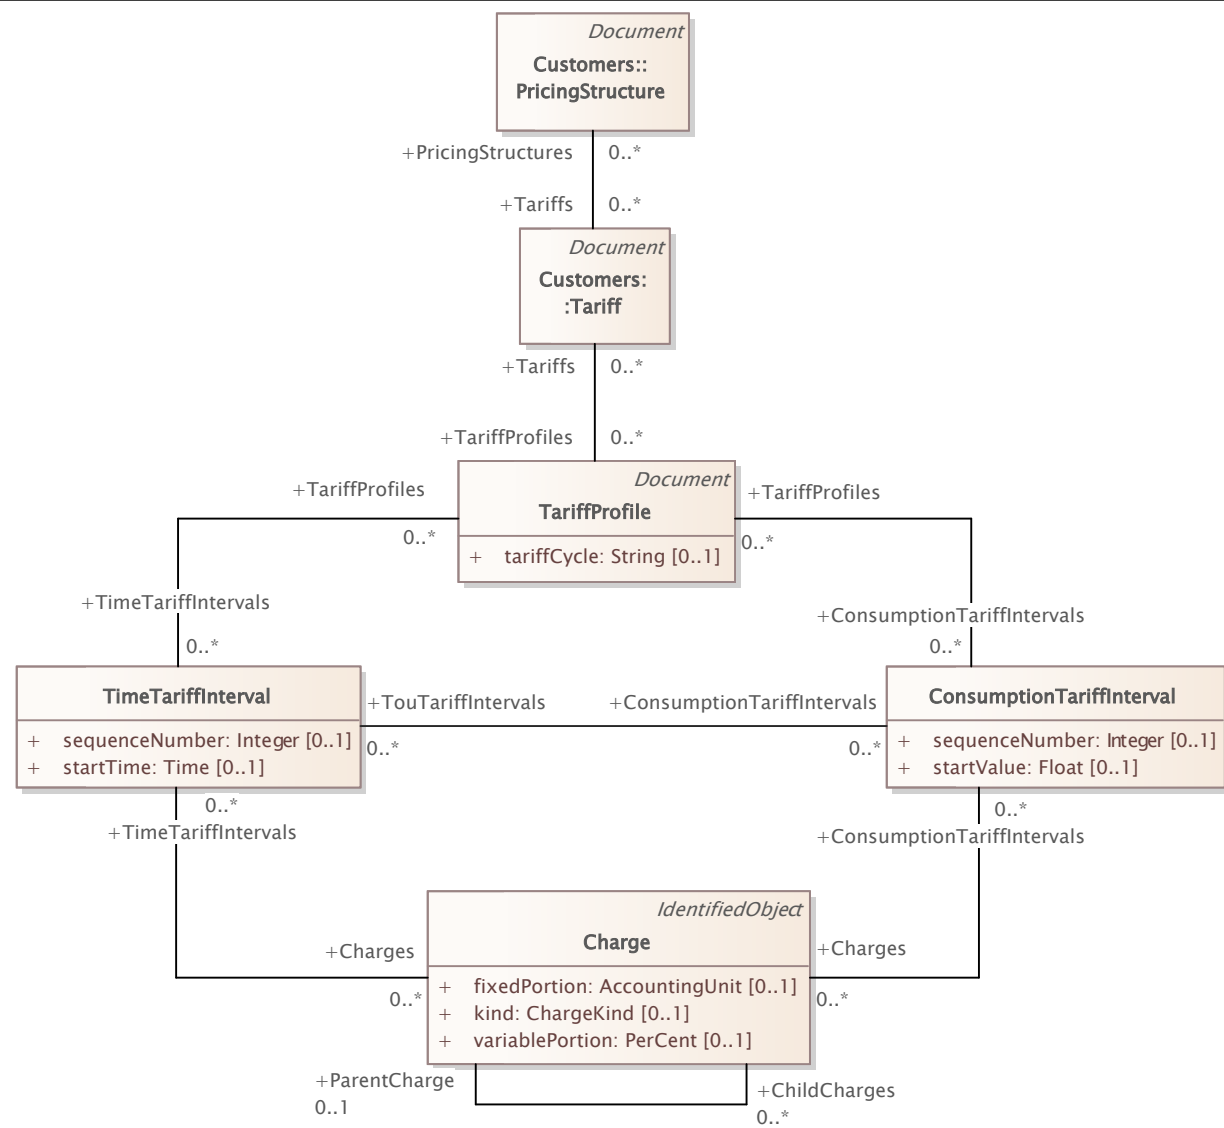 Document
Customers::
PricingStructure
+PricingStructures 0..*
+Tariffs 0..*
Document
Customers:
:Tariff
+Tariffs 0..*
+TariffProfiles 0..*
Document
TariffProfile
+ tariffCycle: String [0..1]
+TariffProfiles
0..*
+TariffProfiles
0..*
+TimeTariffIntervals
0..*
+ConsumptionTariffIntervals
0..*
TimeTariffInterval
+ sequenceNumber: Integer [0..1]
+ startTime: Time [0..1]
+TouTariffIntervals
0..*
+ConsumptionTariffIntervals
0..*
ConsumptionTariffInterval
+ sequenceNumber: Integer [0..1]
+ startValue: Float [0..1]
0..*
+TimeTariffIntervals
0..*
+ConsumptionTariffIntervals
+Charges
0..*
IdentifiedObject
Charge
+ fixedPortion: AccountingUnit [0..1]
+ kind: ChargeKind [0..1]
+ variablePortion: PerCent [0..1]
+Charges
0..*
+ParentCharge
0..1
+ChildCharges
0..*